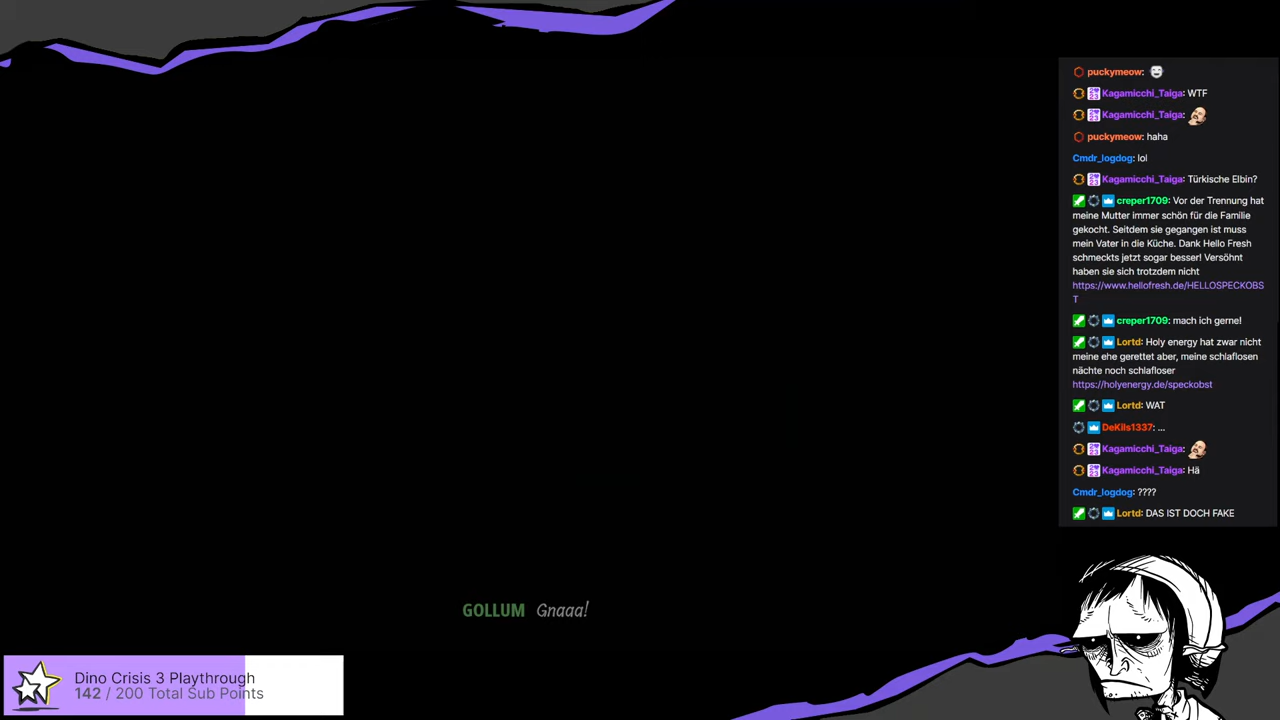 puckymeow:
Kagamicchi_Taiga: WTF
Kagamicchi_Taiga:
puckymeow: haha
Cmdr_logdog: lol
Kagamicchi_Taiga: Türkische Elbin?
creper1709: Vor der Trennung hat
meine Mutter immer schön für die Familie
gekocht. Seitdem sie gegangen ist muss
mein Vater in die Küche. Dank Hello Fresh
schmeckts jetzt sogar besser! Versöhnt
haben sie sich trotzdem nicht
https://www.hellofresh.de/HELLOSPECKOBS
T
creper1709: mach ich gerne!
Lortd: Holy energy hat zwar nicht
meine ehe gerettet aber, meine schlaflosen
nächte noch schlafloser
https://holyenergy.de/speckobst
Lortd: WAT
DeKils1337: ...
Kagamicchi_Taiga:
Kagamicchi_Taiga: Hä
Cmdr_logdog: ????
Lortd: DAS IST DOCH FAKE
GOLLUM Gnaaa!
7
Dino Crisis 3 Playthrough
142 / 200 Total Sub Points